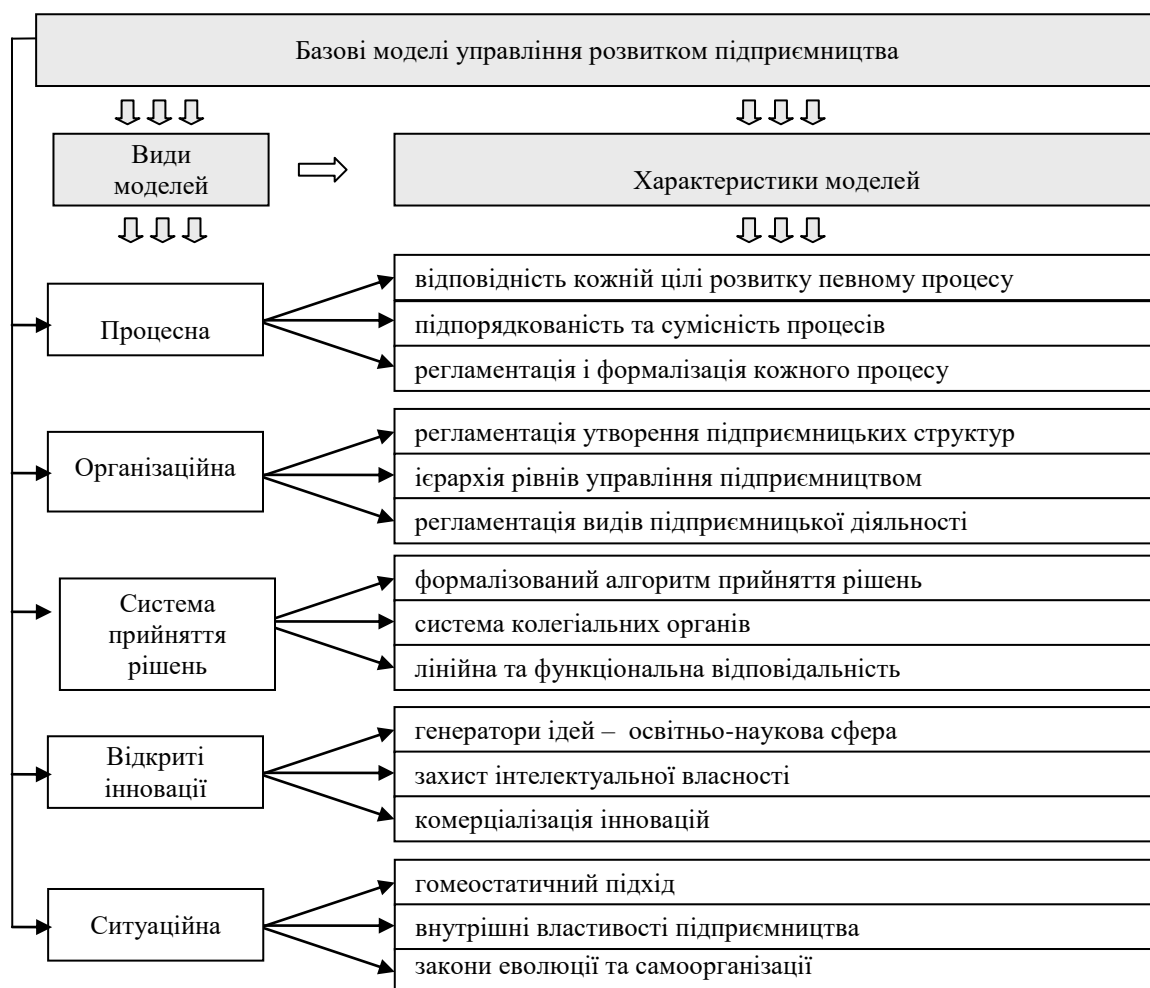 Базові моделі управління розвитком підприємництва
Види
моделей
Характеристики моделей
Процесна
відповідність кожній цілі розвитку певному процесу
підпорядкованість та сумісність процесів
регламентація і формалізація кожного процесу
Організаційна
регламентація утворення підприємницьких структур
ієрархія рівнів управління підприємництвом
регламентація видів підприємницької діяльності
Система
прийняття
рішень
формалізований алгоритм прийняття рішень
система колегіальних органів
лінійна та функціональна відповідальність
Відкриті
інновації
генератори ідей – освітньо-наукова сфера
захист інтелектуальної власності
комерціалізація інновацій
Ситуаційна
гомеостатичний підхід
внутрішні властивості підприємництва
закони еволюції та самоорганізації